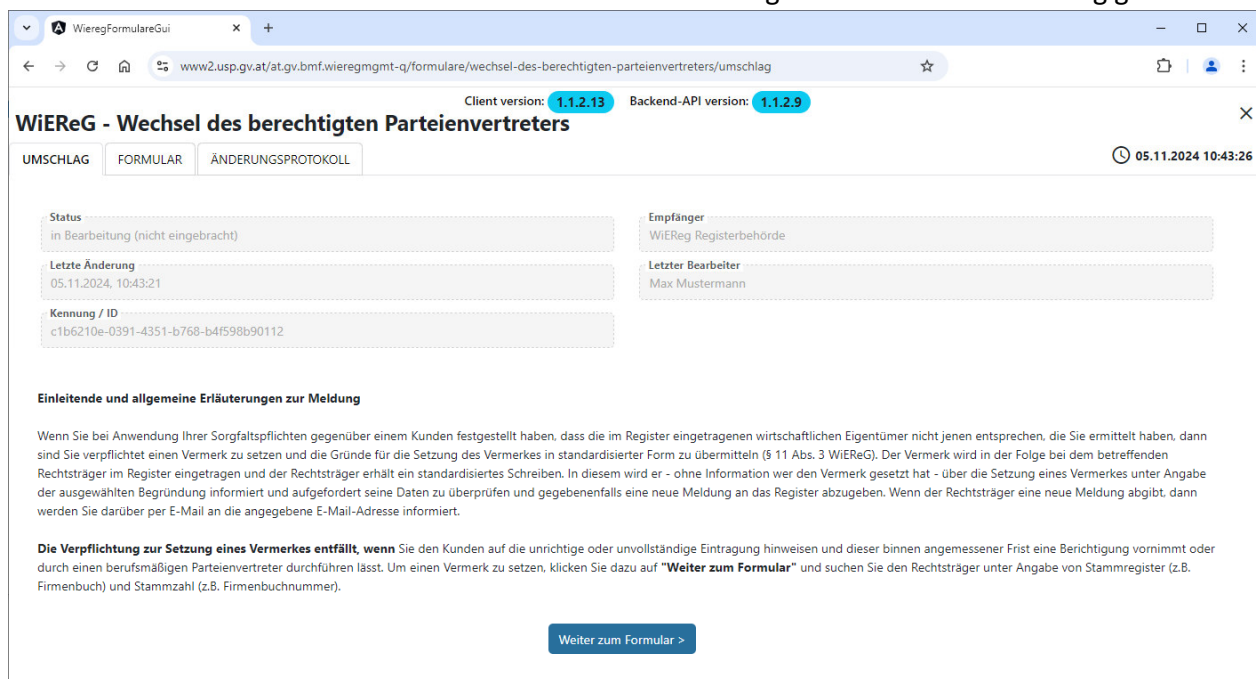 WieregFormulareGui
www2.usp.gv.at/at.gv.bmf.wieregmgmt-q/formulare/wechsel-des-berechtigten-parteienvertreters/umschlag
Client version: 1.1.2.13 Backend-API version: 1.1.2.9
WiEReG - Wechsel des berechtigten Parteienvertreters
UMSCHLAG FORMULAR ÄNDERUNGSPROTOKOLL 05.11.2024 10:43:26
Status
in Bearbeitung (nicht eingebracht)
Empfänger
WiEReg Registerbehörde
Letzte Änderung
05.11.2024, 10:43:21
Letzter Bearbeiter
Max Mustermann
Kennung / ID
c1b6210e-0391-4351-b768-b4f598b90112
Einleitende und allgemeine Erläuterungen zur Meldung
Wenn Sie bei Anwendung Ihrer Sorgfaltspflichten gegenüber einem Kunden festgestellt haben, dass die im Register eingetragenen wirtschaftlichen Eigentümer nicht jenen entsprechen, die Sie ermittelt haben, dann
sind Sie verpflichtet einen Vermerk zu setzen und die Gründe für die Setzung des Vermerkes in standardisierter Form zu übermitteln (§ 11 Abs. 3 WiEReG). Der Vermerk wird in der Folge bei dem betreffenden
Rechtsträger im Register eingetragen und der Rechtsträger erhält ein standardisiertes Schreiben. In diesem wird er - ohne Information wer den Vermerk gesetzt hat - über die Setzung eines Vermerkes unter Angabe
der ausgewählten Begründung informiert und aufgefordert seine Daten zu überprüfen und gegebenenfalls eine neue Meldung an das Register abzugeben. Wenn der Rechtsträger eine neue Meldung abgibt, dann
werden Sie darüber per E-Mail an die angegebene E-Mail-Adresse informiert.
Die Verpflichtung zur Setzung eines Vermerkes entfällt, wenn Sie den Kunden auf die unrichtige oder unvollständige Eintragung hinweisen und dieser binnen angemessener Frist eine Berichtigung vornimmt oder
durch einen berufsmäßigen Parteienvertreter durchführen lässt. Um einen Vermerk zu setzen, klicken Sie dazu auf "Weiter zum Formular" und suchen Sie den Rechtsträger unter Angabe von Stammregister (z.B.
Firmenbuch) und Stammzahl (z.B. Firmenbuchnummer).
Weiter zum Formular >